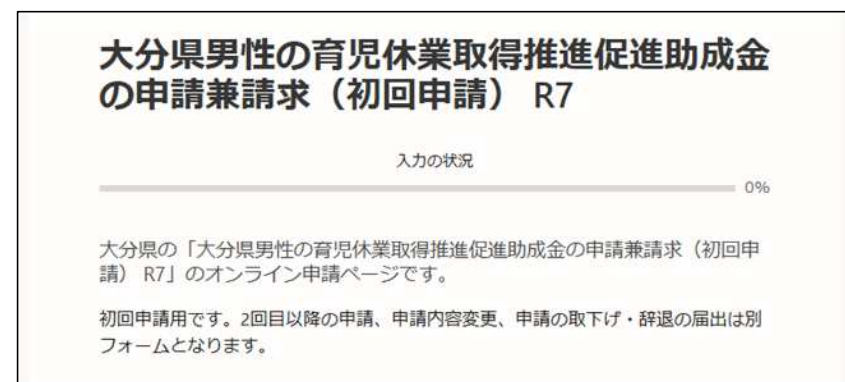 大分県男性の育児休業取得推進促進助成金
の申請兼請求（初回申請） R7
入力の状況
0%
大分県の「大分県男性の育児休業取得推進促進助成金の申請兼請求（初回申
請） R7」のオンライン申請ページです。
初回申請用です。2回目以降の申請、申請内容変更、申請の取下げ・辞退の届出は別
フォームとなります。